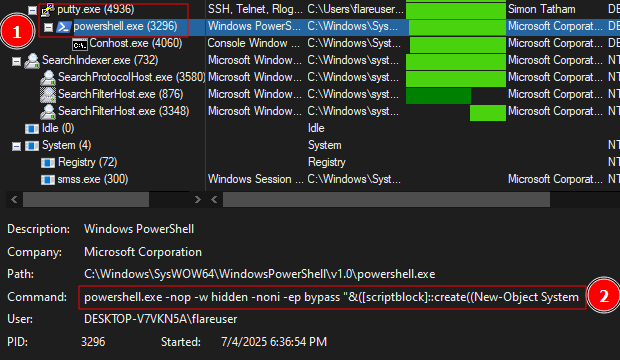 putty.exe (4936) SSH, Telnet, Rlog... C:\Users\flareuser... Simon Tatham DE
1 powershell.exe (3296) Windows PowerS... C:\Windows\Sys... Microsoft Corporat... DE
Conhost.exe (4060) Console Window ... C:\Windows\Syst... Microsoft Corporat... DE
SearchIndexer.exe (732) Microsoft Window... C:\Windows\syst... Microsoft Corporat... NT
SearchProtocolHost.exe (3580) Microsoft Window... C:\Windows\syst... Microsoft Corporat... NT
SearchFilterHost.exe (876) Microsoft Window... C:\Windows\syst... Microsoft Corporat... NT
SearchFilterHost.exe (3348) Microsoft Window... C:\Windows\syst... Microsoft Corporat... NT
Idle (0) Idle
System (4) System NT
Registry (72) Registry NT
smss.exe (300) Windows Session ... C:\Windows\Syst... Microsoft Corporat... NT
Description: Windows PowerShell
Company: Microsoft Corporation
Path: C:\Windows\SysWOW64\WindowsPowerShell\v1.0\powershell.exe
Command: powershell.exe -nop -w hidden -noni -ep bypass "&([scriptblock]::create((New-Object System 2
User: DESKTOP-V7VKN5A\flareuser
PID: 3296 Started: 7/4/2025 6:36:54 PM